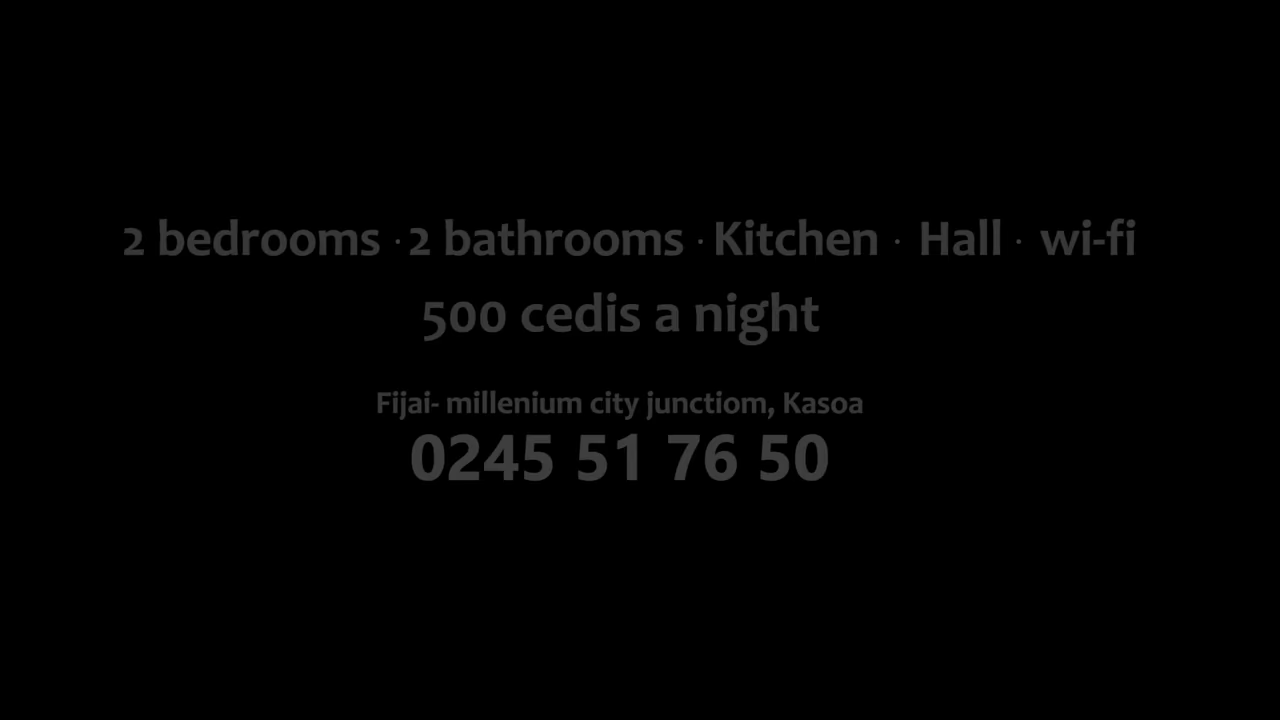 2 bedrooms · 2 bathrooms · Kitchen · Hall · wi-fi
500 cedis a night
Fijai- millenium city junctiom, Kasoa
0245 51 76 50